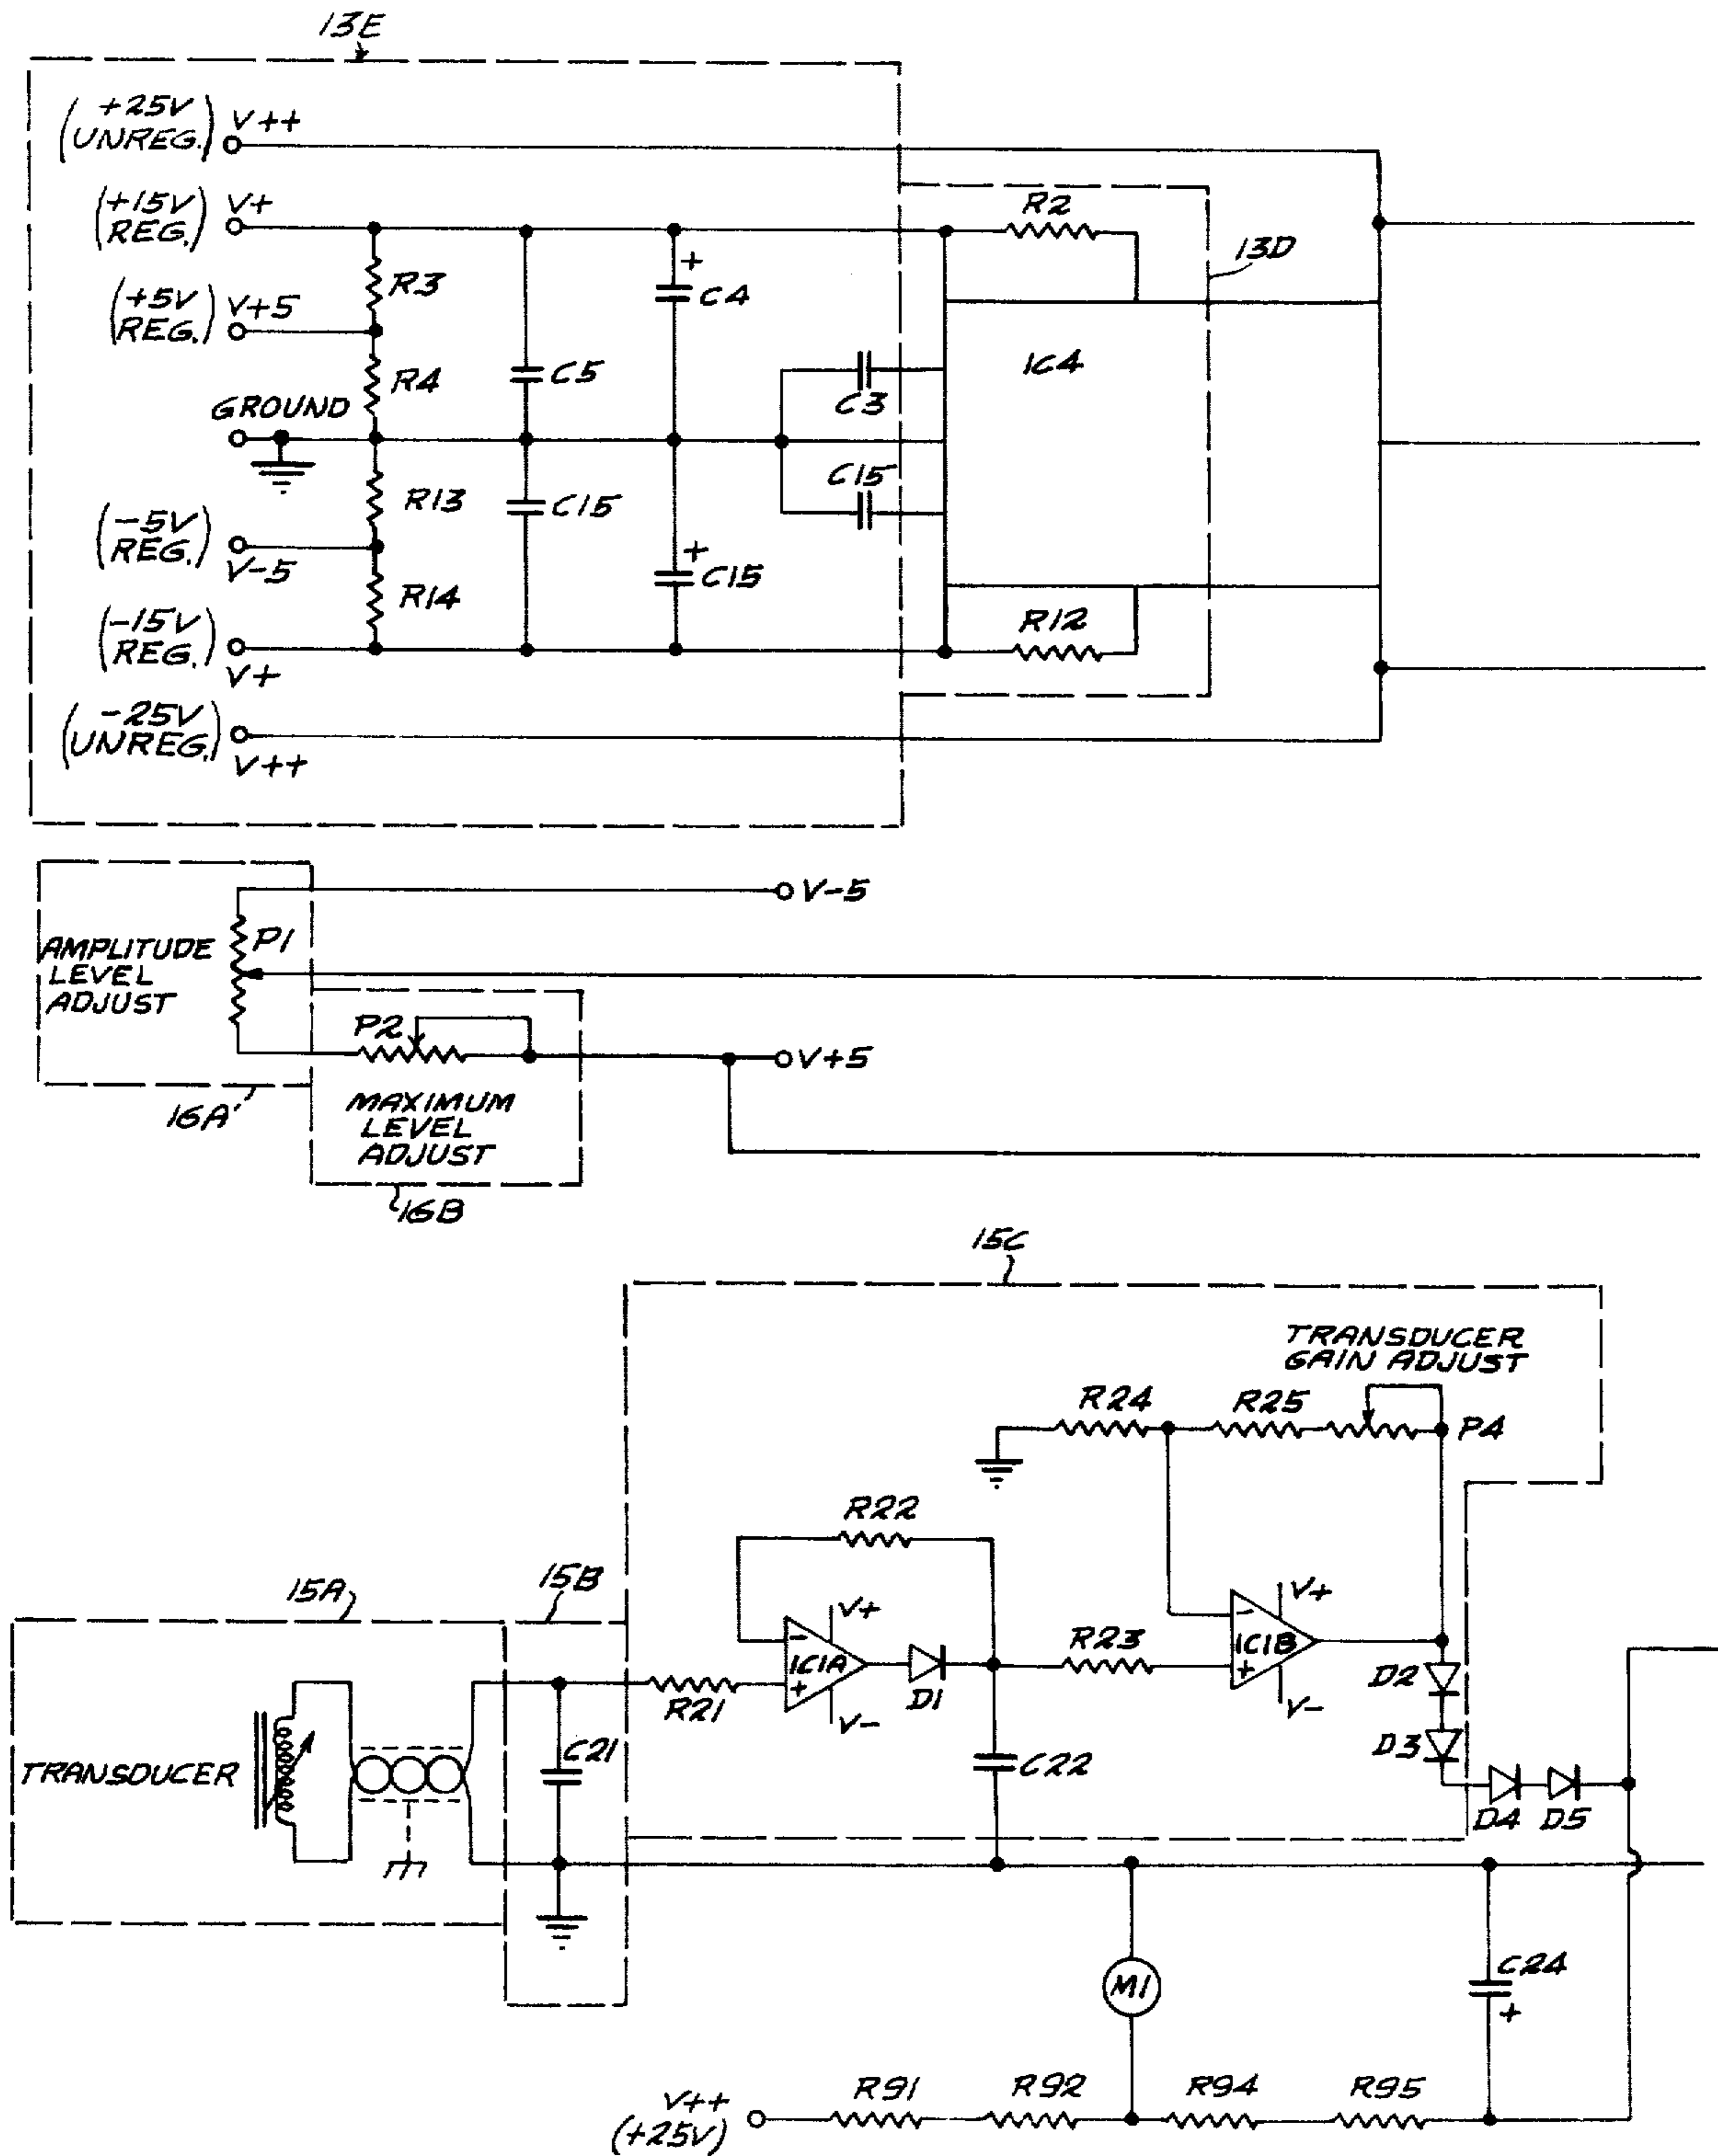 13E
(+25V
UNREG.)
V++
(+15V
REG.)
V+
R2
13D
R3
+
C4
(+5V
REG.)
V+5
R4
C5
C3
IC4
GROUND
R13
C15
C15
(-5V
REG.)
V-5
+
C15
R14
R12
(-15V
REG.)
V+
(-25V
UNREG.)
V++
V-5
P1
AMPLITUDE
LEVEL
ADJUST
P2
V+5
16A'
MAXIMUM
LEVEL
ADJUST
16B
15C
TRANSDUCER
GAIN ADJUST
R24
R25
P4
R22
15A
15B
V+
V+
-
IC1A
+
R23
-
IC1B
+
R21
D1
D2
V-
V-
D3
TRANSDUCER
C21
C22
D4
D5
M1
C24
+
V++
(+25V)
R91
R92
R94
R95